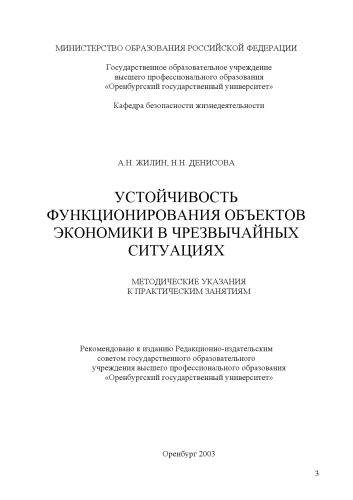 МИНИСТЕРСТВО ОБРАЗОВАНИЯ РОССИЙСКОЙ ФЕДЕРАЦИИ
Государственное образовательное учреждение
высшего профессионального образования
«Оренбургский государственный университет»
Кафедра безопасности жизнедеятельности
А.Н. ЖИЛИН, Н.Н. ДЕНИСОВА
УСТОЙЧИВОСТЬ
ФУНКЦИОНИРОВАНИЯ ОБЪЕКТОВ
ЭКОНОМИКИ В ЧРЕЗВЫЧАЙНЫХ
СИТУАЦИЯХ
МЕТОДИЧЕСКИЕ УКАЗАНИЯ
К ПРАКТИЧЕСКИМ ЗАНЯТИЯМ
Рекомендовано к изданию Редакционно-издательским
советом государственного образовательного
учреждения высшего профессионального образования
«Оренбургский государственный университет»
Оренбург 2003
3